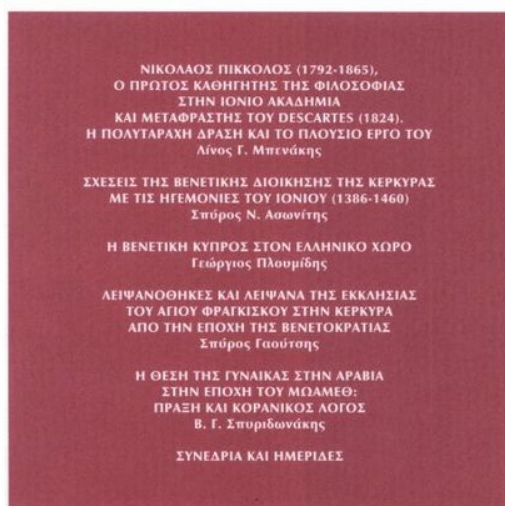 ΝΙΚΟΛΑΟΣ ΠΙΚΚΟΛΟΣ (1792-1865),
Ο ΠΡΩΤΟΣ ΚΑΘΗΓΗΤΗΣ ΤΗΣ ΦΙΛΟΣΟΦΙΑΣ
ΣΤΗΝ ΙΟΝΙΟ ΑΚΑΔΗΜΙΑ
ΚΑΙ ΜΕΤΑΦΡΑΣΤΗΣ ΤΟΥ DESCARTES (1824).
Η ΠΟΛΥΤΑΡΑΧΗ ΔΡΑΣΗ ΚΑΙ ΤΟ ΠΛΟΥΣΙΟ ΕΡΓΟ ΤΟΥ
Λίνος Γ. Μπενάκης
ΣΧΕΣΕΙΣ ΤΗΣ ΒΕΝΕΤΙΚΗΣ ΔΙΟΙΚΗΣΗΣ ΤΗΣ ΚΕΡΚΥΡΑΣ
ΜΕ ΤΙΣ ΗΓΕΜΟΝΙΕΣ ΤΟΥ ΙΟΝΙΟΥ (1386-1460)
Σπύρος Ν. Ασωνίτης
Η ΒΕΝΕΤΙΚΗ ΚΥΠΡΟΣ ΣΤΟΝ ΕΛΛΗΝΙΚΟ ΧΩΡΟ
Γεώργιος Πλουμίδης
ΛΕΙΨΑΝΟΘΗΚΕΣ ΚΑΙ ΛΕΙΨΑΝΑ ΤΗΣ ΕΚΚΛΗΣΙΑΣ
ΤΟΥ ΑΓΙΟΥ ΦΡΑΓΚΙΣΚΟΥ ΣΤΗΝ ΚΕΡΚΥΡΑ
ΑΠΟ ΤΗΝ ΕΠΟΧΗ ΤΗΣ ΒΕΝΕΤΟΚΡΑΤΙΑΣ
Σπύρος Γαούτσης
Η ΘΕΣΗ ΤΗΣ ΓΥΝΑΙΚΑΣ ΣΤΗΝ ΑΡΑΒΙΑ
ΣΤΗΝ ΕΠΟΧΗ ΤΟΥ ΜΩΑΜΕΘ:
ΠΡΑΞΗ ΚΑΙ ΚΟΡΑΝΙΚΟΣ ΛΟΓΟΣ
Β. Γ. Σπυριδωνάκης
ΣΥΝΕΔΡΙΑ ΚΑΙ ΗΜΕΡΙΔΕΣ